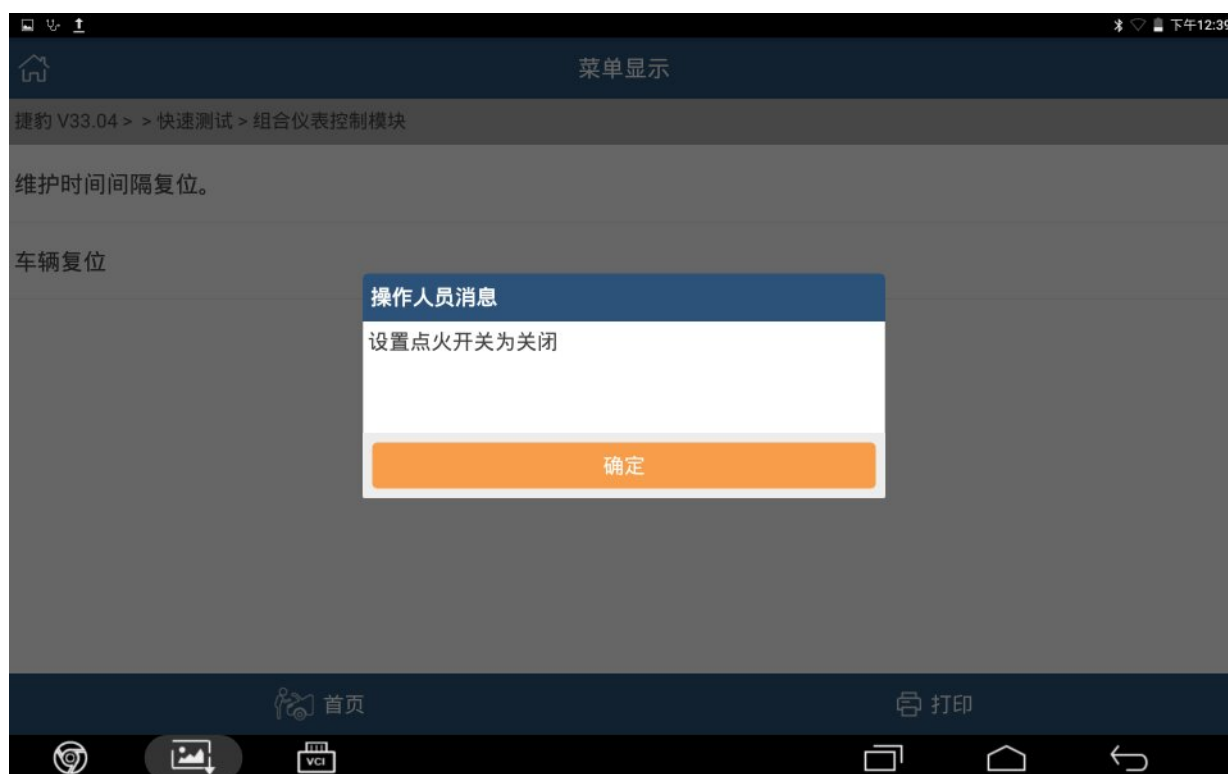 下午12:39
菜单显示
捷豹 V33.04 > > 快速测试 > 组合仪表控制模块
维护时间间隔复位。
车辆复位
操作人员消息
设置点火开关为关闭
确定
首页
打印
VCI